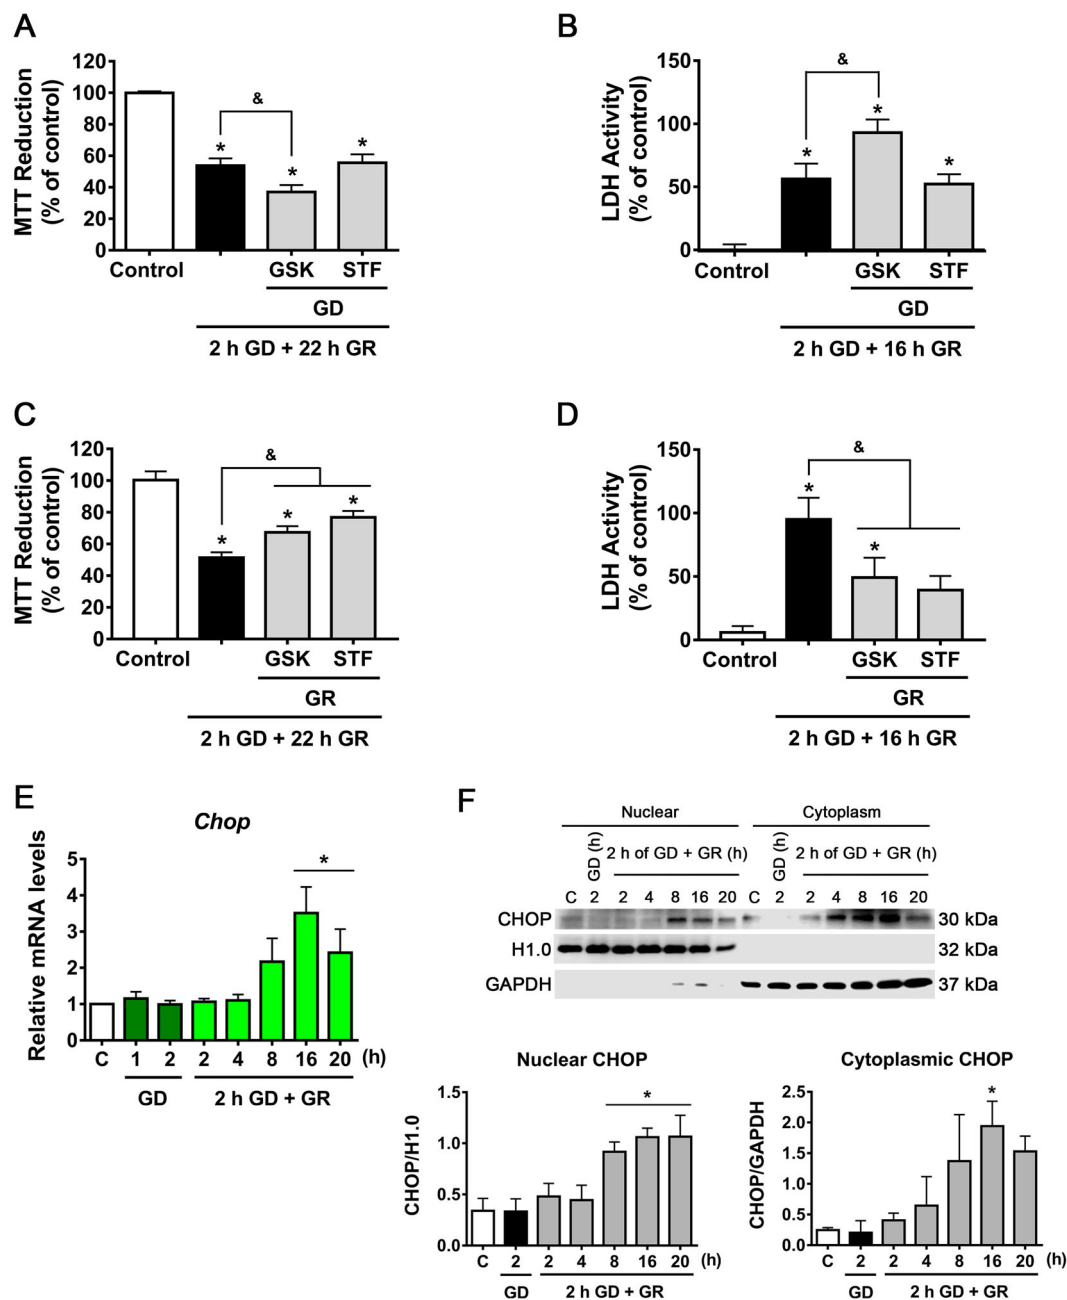 A
MTT Reduction
(% of control)
120
100
80
60
40
20
0
&
*
*
*
Control
GSK
STF
GD
2 h GD + 22 h GR
B
LDH Activity
(% of control)
150
100
50
0
&
*
*
*
Control
GSK
STF
GD
2 h GD + 16 h GR
C
MTT Reduction
(% of control)
120
100
80
60
40
20
0
&
*
*
*
Control
GSK
STF
GR
2 h GD + 22 h GR
D
LDH Activity
(% of control)
150
100
50
0
&
*
*
Control
GSK
STF
GR
2 h GD + 16 h GR
E
Chop
Relative mRNA levels
5
4
3
2
1
0
*
C 1 2 2 4 8 16 20 (h)
GD
2 h GD + GR
F
Nuclear
Cytoplasm
GD (h)
2 h of GD + GR (h)
GD (h)
2 h of GD + GR (h)
C 2 2 4 8 16 20 C 2 2 4 8 16 20
CHOP
30 kDa
H1.0
32 kDa
GAPDH
37 kDa
Nuclear CHOP
CHOP/H1.0
1.5
1.0
0.5
0.0
*
C 2 2 4 8 16 20 (h)
GD
2 h GD + GR
Cytoplasmic CHOP
CHOP/GAPDH
2.5
2.0
1.5
1.0
0.5
0.0
*
C 2 2 4 8 16 20 (h)
GD
2 h GD + GR